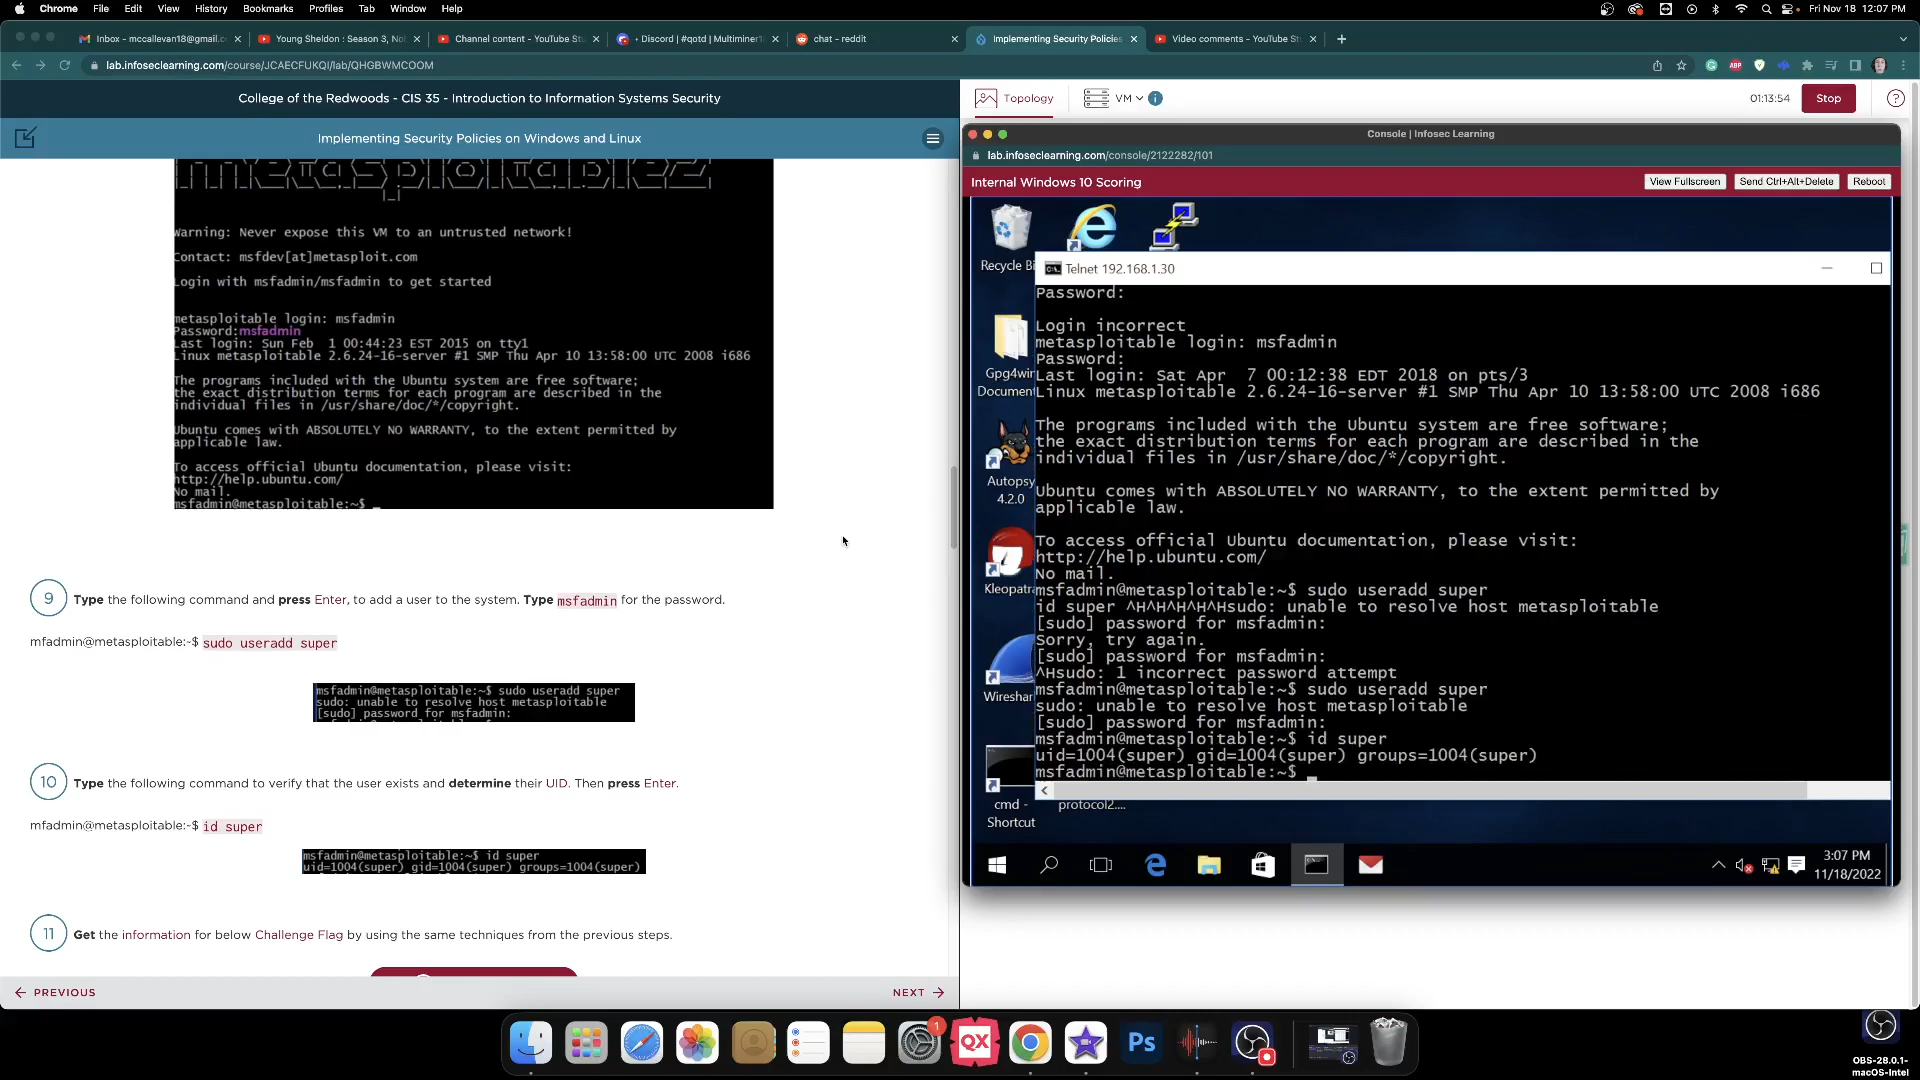 Chrome File Edit View History Bookmarks Profiles Tab Window Help
Fri Nov 18 12:07 PM
Inbox - mccallevan18@gmail.c
Young Sheldon : Season 3, No
Channel content - YouTube St
• Discord | #qotd | Multiminer1
chat - reddit
Implementing Security Policies
Video comments - YouTube St
lab.infoseclearning.com/course/JCAECFUKQI/lab/QHGBWMCOOM
College of the Redwoods - CIS 35 - Introduction to Information Systems Security
Implementing Security Policies on Windows and Linux
Warning: Never expose this VM to an untrusted network!
Contact: msfdev[at]metasploit.com
Login with msfadmin/msfadmin to get started
metasploitable login: msfadmin
Password:msfadmin
Last login: Sun Feb 1 00:44:23 EST 2015 on tty1
Linux metasploitable 2.6.24-16-server #1 SMP Thu Apr 10 13:58:00 UTC 2008 i686
The programs included with the Ubuntu system are free software;
the exact distribution terms for each program are described in the
individual files in /usr/share/doc/*/copyright.
Ubuntu comes with ABSOLUTELY NO WARRANTY, to the extent permitted by
applicable law.
To access official Ubuntu documentation, please visit:
http://help.ubuntu.com/
No mail.
msfadmin@metasploitable:~$ _
9 Type the following command and press Enter, to add a user to the system. Type msfadmin for the password.
mfadmin@metasploitable:~$ sudo useradd super
msfadmin@metasploitable:~$ sudo useradd super
sudo: unable to resolve host metasploitable
[sudo] password for msfadmin:
10 Type the following command to verify that the user exists and determine their UID. Then press Enter.
mfadmin@metasploitable:~$ id super
msfadmin@metasploitable:~$ id super
uid=1004(super) gid=1004(super) groups=1004(super)
11 Get the information for below Challenge Flag by using the same techniques from the previous steps.
PREVIOUS
NEXT
Topology
VM
01:13:54
Stop
Console | Infosec Learning
lab.infoseclearning.com/console/2122282/101
Internal Windows 10 Scoring
View Fullscreen
Send Ctrl+Alt+Delete
Reboot
Recycle Bi
Gpg4win
Document
Autopsy
4.2.0
Kleopatra
Wireshar
cmd -
Shortcut
protocol2....
Telnet 192.168.1.30
Password:
Login incorrect
metasploitable login: msfadmin
Password:
Last login: Sat Apr  7 00:12:38 EDT 2018 on pts/3
Linux metasploitable 2.6.24-16-server #1 SMP Thu Apr 10 13:58:00 UTC 2008 i686
The programs included with the Ubuntu system are free software;
the exact distribution terms for each program are described in the
individual files in /usr/share/doc/*/copyright.
Ubuntu comes with ABSOLUTELY NO WARRANTY, to the extent permitted by
applicable law.
To access official Ubuntu documentation, please visit:
http://help.ubuntu.com/
No mail.
msfadmin@metasploitable:~$ sudo useradd super
id super ^H^H^H^H^Hsudo: unable to resolve host metasploitable
[sudo] password for msfadmin:
Sorry, try again.
[sudo] password for msfadmin:
^Hsudo: 1 incorrect password attempt
msfadmin@metasploitable:~$ sudo useradd super
sudo: unable to resolve host metasploitable
[sudo] password for msfadmin:
msfadmin@metasploitable:~$ id super
uid=1004(super) gid=1004(super) groups=1004(super)
msfadmin@metasploitable:~$
3:07 PM
11/18/2022
1
QX
Ps
OBS-28.0.1-
macOS-Intel